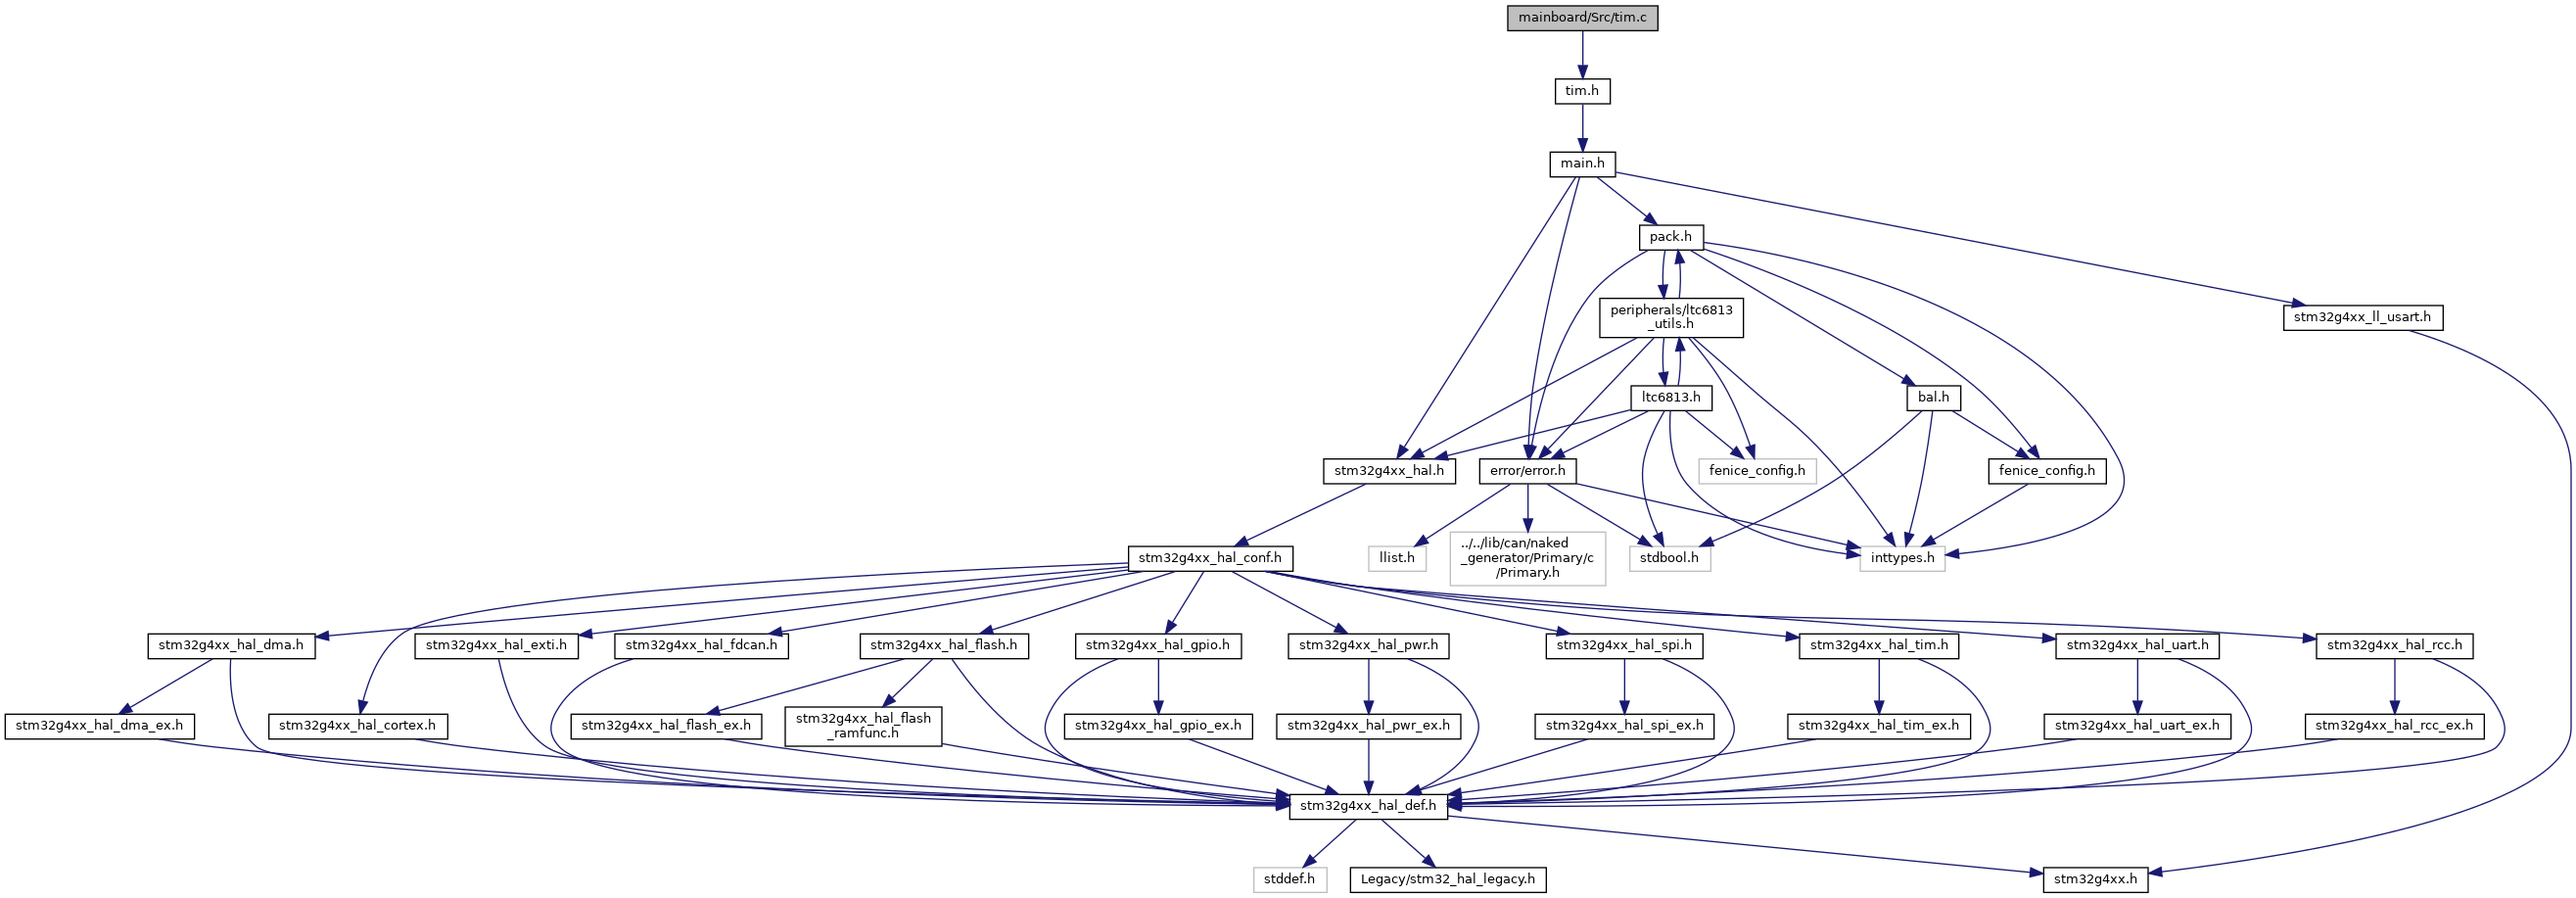 mainboard/Src/tim.c
tim.h
main.h
pack.h
peripherals/ltc6813
_utils.h
stm32g4xx_ll_usart.h
ltc6813.h
bal.h
stm32g4xx_hal.h
error/error.h
fenice_config.h
fenice_config.h
stm32g4xx_hal_conf.h
llist.h
../../lib/can/naked
_generator/Primary/c
/Primary.h
stdbool.h
inttypes.h
stm32g4xx_hal_dma.h
stm32g4xx_hal_exti.h
stm32g4xx_hal_fdcan.h
stm32g4xx_hal_flash.h
stm32g4xx_hal_gpio.h
stm32g4xx_hal_pwr.h
stm32g4xx_hal_spi.h
stm32g4xx_hal_tim.h
stm32g4xx_hal_uart.h
stm32g4xx_hal_rcc.h
stm32g4xx_hal_dma_ex.h
stm32g4xx_hal_cortex.h
stm32g4xx_hal_flash_ex.h
stm32g4xx_hal_flash
_ramfunc.h
stm32g4xx_hal_gpio_ex.h
stm32g4xx_hal_pwr_ex.h
stm32g4xx_hal_spi_ex.h
stm32g4xx_hal_tim_ex.h
stm32g4xx_hal_uart_ex.h
stm32g4xx_hal_rcc_ex.h
stm32g4xx_hal_def.h
stddef.h
Legacy/stm32_hal_legacy.h
stm32g4xx.h